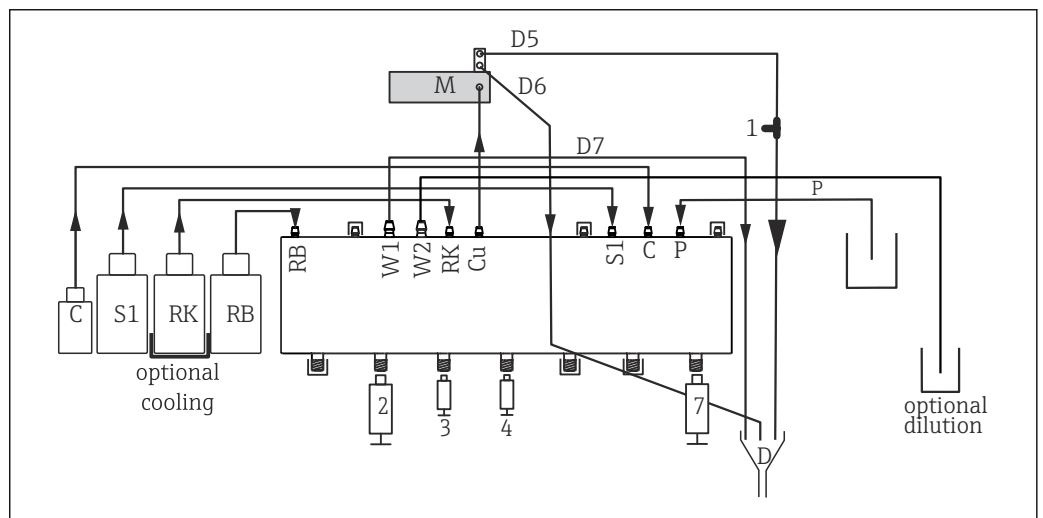 D5
M
D6
1
D7
P
RB
W1
W2
RK
Cu
S1
C
P
C
S1
RK
RB
optional
cooling
2
3
4
7
D
optional
dilution